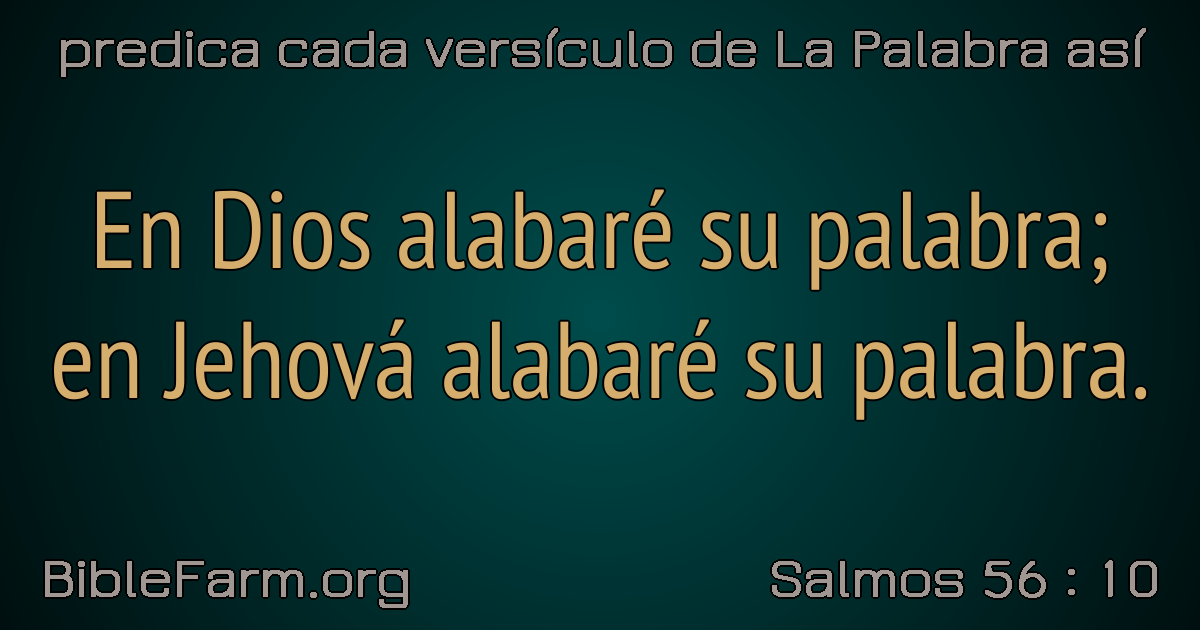 predica cada versículo de La Palabra así
En Dios alabaré su palabra;
en Jehová alabaré su palabra.
BibleFarm.org
Salmos 56 : 10